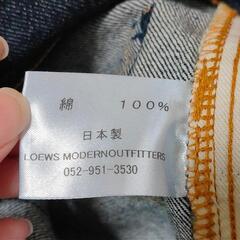 綿 100%
日本製
LOEWS MODERNOUTFITTERS
052-951-3530